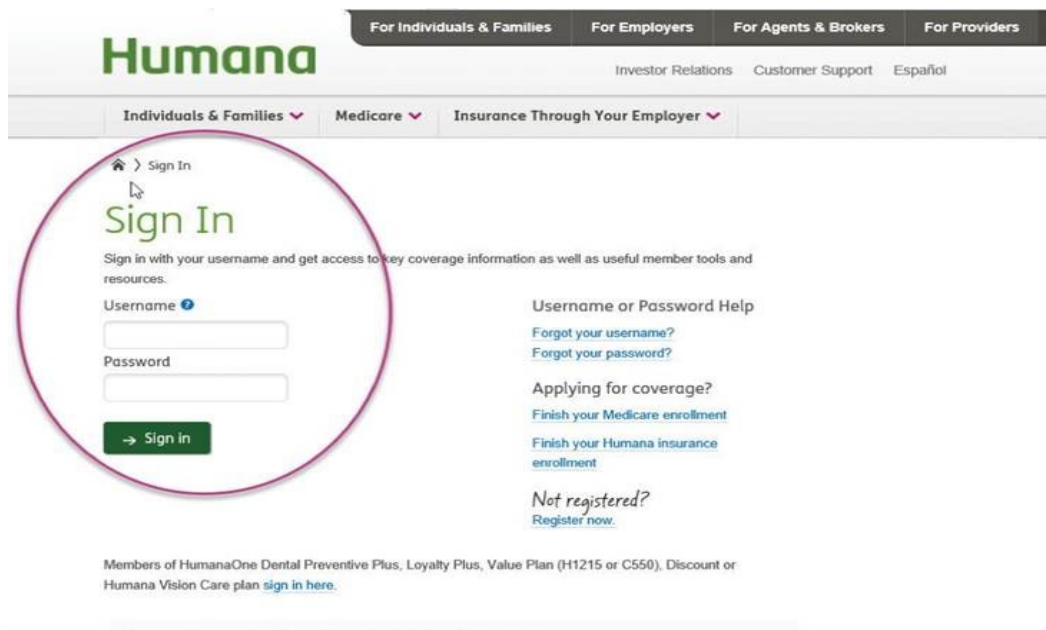 For Individuals & Families For Employers For Agents & Brokers For Providers
Humana
Investor Relations Customer Support Español
Individuals & Families Medicare Insurance Through Your Employer
Sign In
Sign In
Sign in with your username and get access to key coverage information as well as useful member tools and
resources.
Username ?
Password
→ Sign in
Username or Password Help
Forgot your username?
Forgot your password?
Applying for coverage?
Finish your Medicare enrollment
Finish your Humana insurance
enrollment
Not registered?
Register now.
Members of HumanaOne Dental Preventive Plus, Loyalty Plus, Value Plan (H1215 or C550), Discount or
Humana Vision Care plan sign in here.